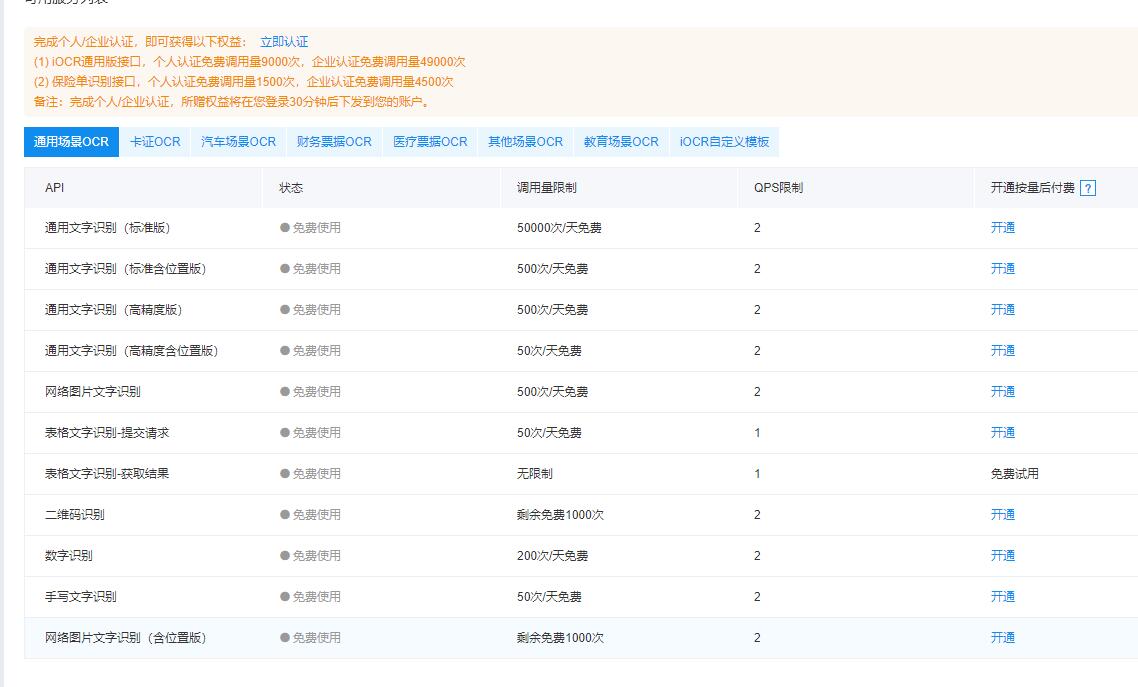 可用服务列表
完成个人/企业认证，即可获得以下权益： 立即认证
(1) iOCR通用版接口，个人认证免费调用量9000次，企业认证免费调用量49000次
(2) 保险单识别接口，个人认证免费调用量1500次，企业认证免费调用量4500次
备注：完成个人/企业认证，所赠权益将在您登录30分钟后下发到您的账户。
通用场景OCR 卡证OCR 汽车场景OCR 财务票据OCR 医疗票据OCR 其他场景OCR 教育场景OCR iOCR自定义模板
API 状态 调用量限制 QPS限制 开通按量后付费 ?
通用文字识别（标准版） 免费使用 50000次/天免费 2 开通
通用文字识别（标准含位置版） 免费使用 500次/天免费 2 开通
通用文字识别（高精度版） 免费使用 500次/天免费 2 开通
通用文字识别（高精度含位置版） 免费使用 50次/天免费 2 开通
网络图片文字识别 免费使用 500次/天免费 2 开通
表格文字识别-提交请求 免费使用 50次/天免费 1 开通
表格文字识别-获取结果 免费使用 无限制 1 免费试用
二维码识别 免费使用 剩余免费1000次 2 开通
数字识别 免费使用 200次/天免费 2 开通
手写文字识别 免费使用 50次/天免费 2 开通
网络图片文字识别（含位置版） 免费使用 剩余免费1000次 2 开通